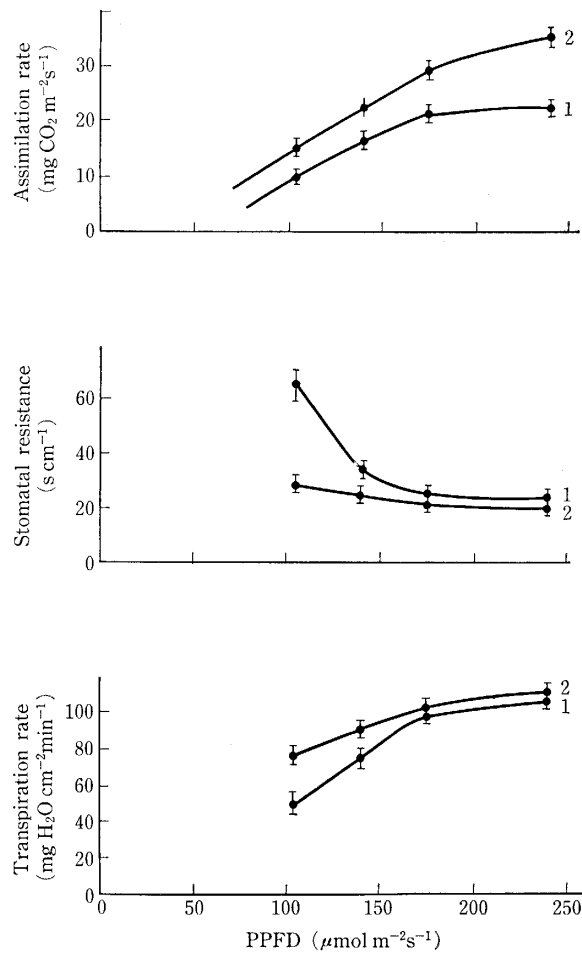 Assimilation rate
(mg CO₂ m⁻²s⁻¹)
30
20
10
0
2
1
Stomatal resistance
(s cm⁻¹)
60
40
20
0
1
2
Transpiration rate
(mg H₂O cm⁻²min⁻¹)
100
80
60
40
20
0
2
1
0 50 100 150 200 250
PPFD (μmol m⁻²s⁻¹)